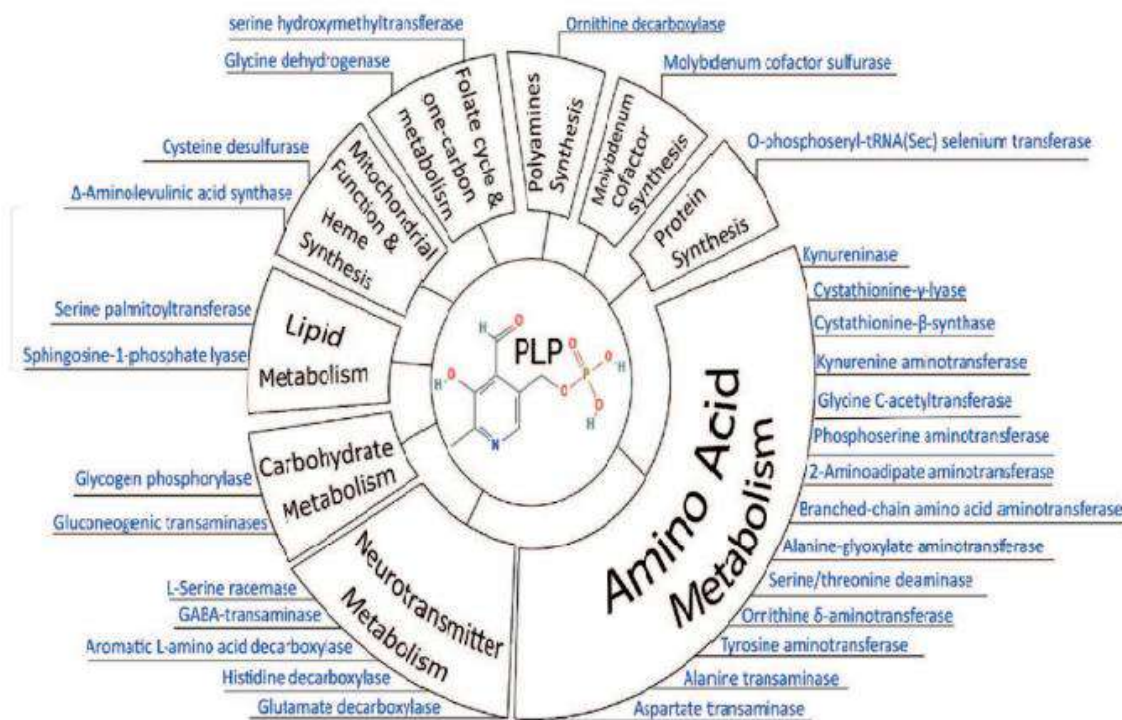 serine hydroxymethyltransferase
Glycine dehydrogenase
Folate cycle &
one-carbon
metabolism
Ornithine decarboxylase
Polyamines
Synthesis
Molybidenum cofactor sulfurase
Molybdenum
cofactor
synthesis
O-phosphoseryl-tRNA(Sec) selenium transferase
Protein
Synthesis
Cysteine desulfurase
Δ-Aminolevulinic acid synthase
Mitochondrial
Function &
Heme
Synthesis
Serine palmitoyltransferase
Sphingosine-1-phosphate lyase
Lipid
Metabolism
Glycogen phosphorylase
Gluconeogenic transaminases
Carbohydrate
Metabolism
L-Serine racemase
GABA-transaminase
Aromatic L-amino acid decarboxylase
Histidine decarboxylase
Glutamate decarboxylase
Neurotransmitter
Metabolism
PLP
O
H
O
H
O
P
O
H
O
O
H
N
Amino Acid
Metabolism
Kynureninase
Cystathionine-γ-lyase
Cystathionine-β-synthase
Kynurenine aminotransferase
Glycine C-acetyltransferase
Phosphoserine aminotransferase
2-Aminoadipate aminotransferase
Branched-chain amino acid aminotransferase
Alanine-glyoxylate aminotransferase
Serine/threonine deaminase
Ornithine δ-aminotransferase
Tyrosine aminotransferase
Alanine transaminase
Aspartate transaminase